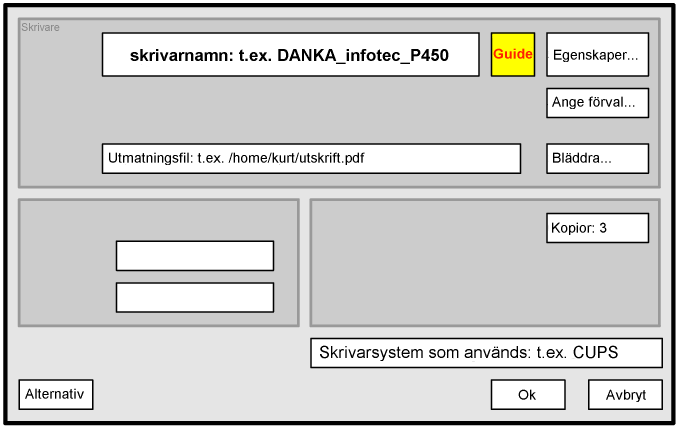 Skrivare
skrivarnamn: t.ex. DANKA_infotec_P450
Guide
Egenskaper...
Ange förval...
Utmatningsfil: t.ex. /home/kurt/utskrift.pdf
Bläddra...
Kopior: 3
Skrivarsystem som används: t.ex. CUPS
Alternativ
Ok
Avbryt